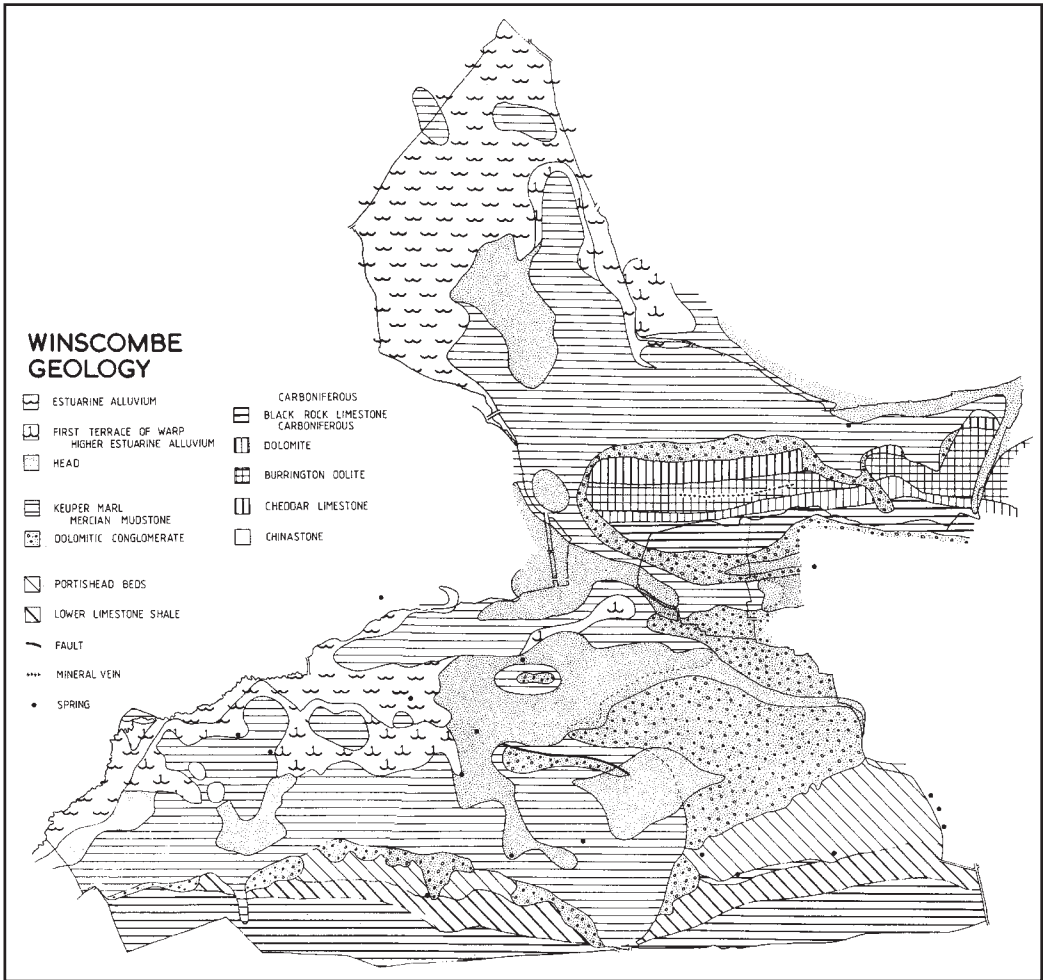 WINSCOMBE
GEOLOGY
ESTUARINE ALLUVIUM
FIRST TERRACE OF WARP
HIGHER ESTUARINE ALLUVIUM
HEAD
KEUPER MARL
MERCIAN MUDSTONE
DOLOMITIC CONGLOMERATE
PORTISHEAD BEDS
LOWER LIMESTONE SHALE
FAULT
MINERAL VEIN
SPRING
CARBONIFEROUS
BLACK ROCK LIMESTONE
CARBONIFEROUS
DOLOMITE
BURRINGTON OOLITE
CHEDDAR LIMESTONE
CHINASTONE